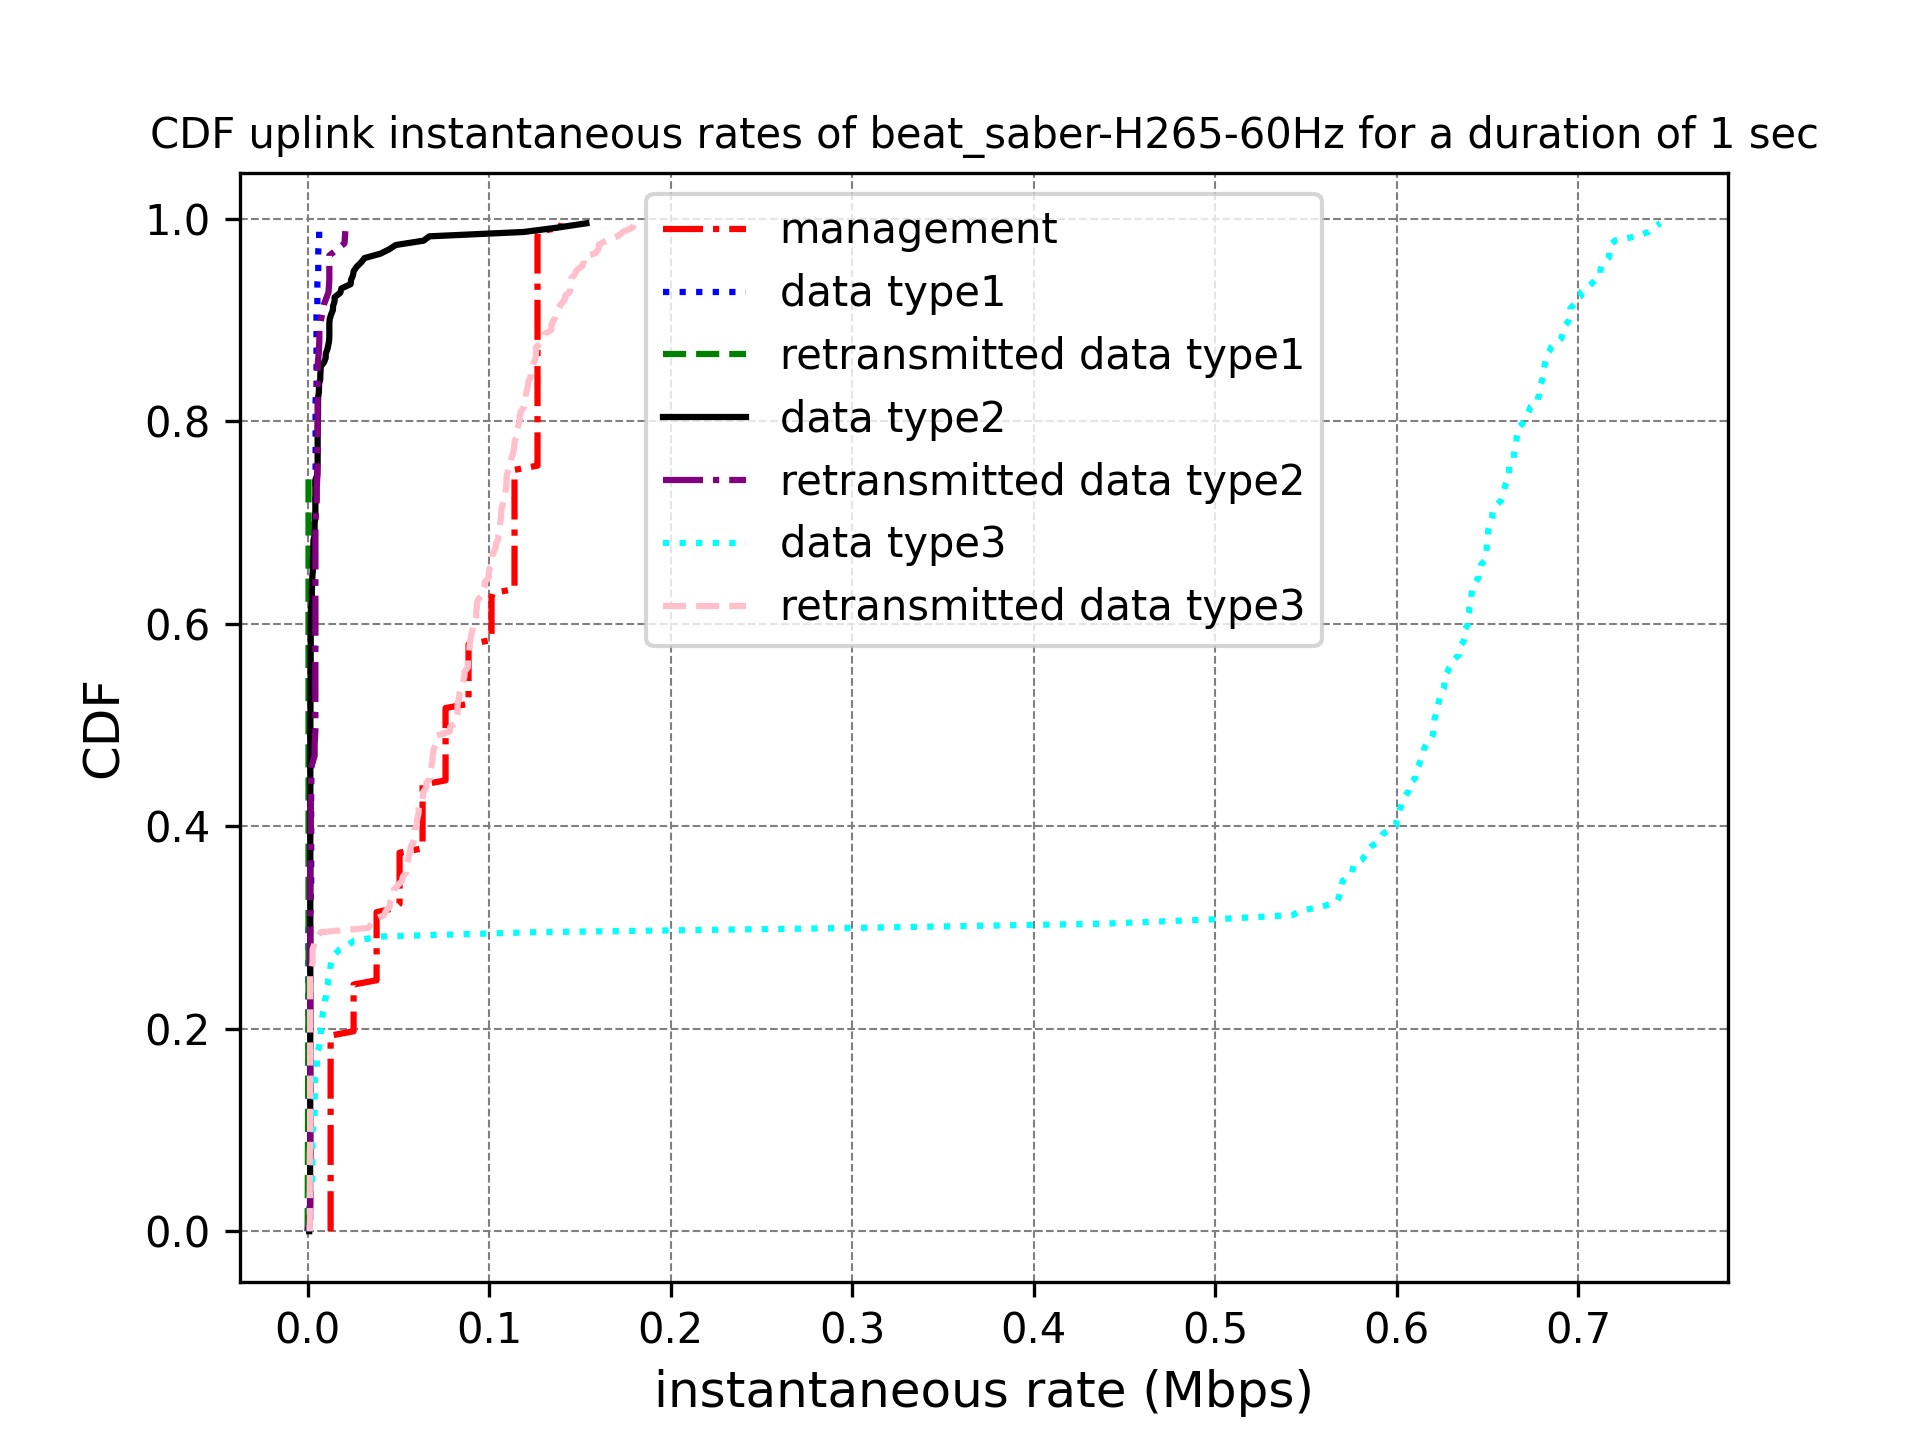 CDF uplink instantaneous rates of beat_saber-H265-60Hz for a duration of 1 sec
1.0
0.8
0.6
0.4
0.2
0.0
CDF
management
data type1
retransmitted data type1
data type2
retransmitted data type2
data type3
retransmitted data type3
0.0 0.1 0.2 0.3 0.4 0.5 0.6 0.7
instantaneous rate (Mbps)